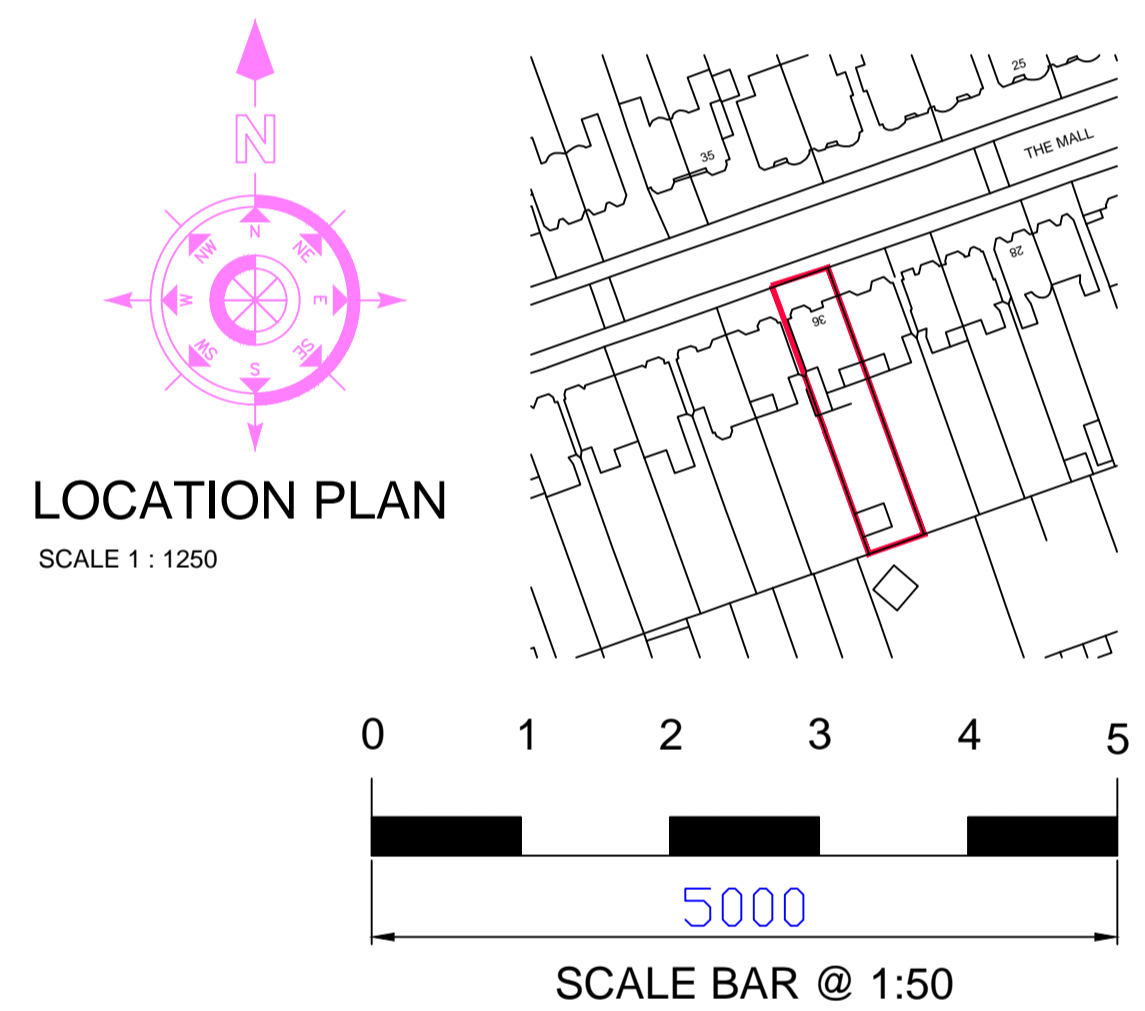 N
N
NE
E
SE
S
SW
W
NW
LOCATION PLAN
SCALE 1 : 1250
25
THE MALL
35
28
36
0 1 2 3 4 5
5000
SCALE BAR @ 1:50